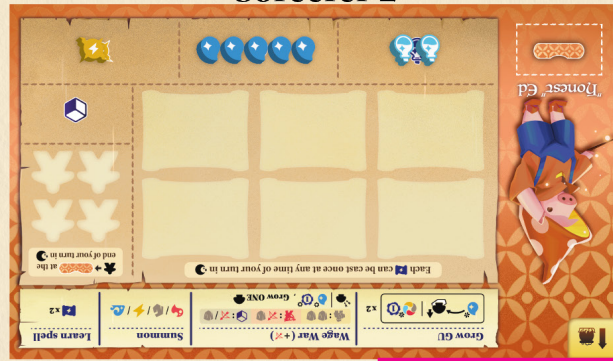 Sorcerer 2
Grow GU
Wage War (+ )
Summon
Learn spell
x2
: : Grow ONE
/ / /
x2
Each can be cast once at any time of your turn in
at the
end of your turn in
"Honest" Ed